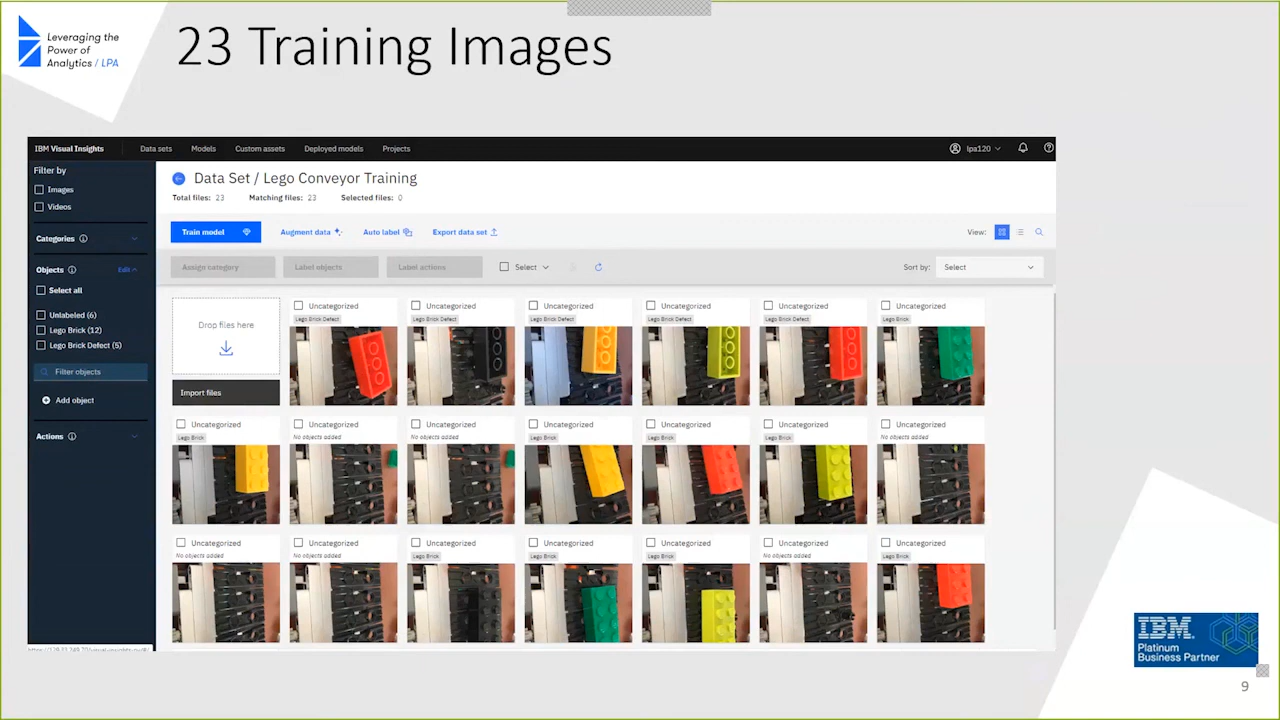 Leveraging the
Power of
Analytics / LPA
23 Training Images
IBM Visual Insights
Data sets
Models
Custom assets
Deployed models
Projects
lpa120
Filter by
Images
Videos
Categories
Objects
Edit
Select all
Unlabeled (6)
Lego Brick (12)
Lego Brick Defect (5)
Filter objects
Add object
Actions
Data Set / Lego Conveyor Training
Total files: 23 Matching files: 23 Selected files: 0
Train model
Augment data
Auto label
Export data set
View:
Assign category
Label objects
Label actions
Select
Sort by:
Select
Drop files here
Import files
Uncategorized
Lego Brick Defect
Uncategorized
Lego Brick Defect
Uncategorized
Lego Brick Defect
Uncategorized
Lego Brick Defect
Uncategorized
Lego Brick Defect
Uncategorized
Lego Brick
Uncategorized
Lego Brick
Uncategorized
No objects added
Uncategorized
No objects added
Uncategorized
Lego Brick
Uncategorized
Lego Brick
Uncategorized
Lego Brick
Uncategorized
No objects added
Uncategorized
No objects added
Uncategorized
No objects added
Uncategorized
Lego Brick
Uncategorized
Lego Brick
Uncategorized
Lego Brick
Uncategorized
No objects added
Uncategorized
Lego Brick
IBM
Platinum
Business Partner
9